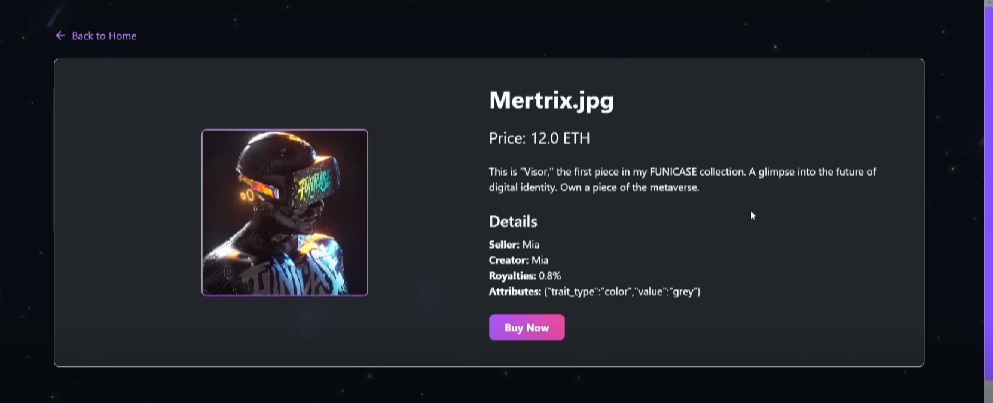 ← Back to Home
Mertrix.jpg
Price: 12.0 ETH
This is "Visor," the first piece in my FUNICASE collection. A glimpse into the future of
digital identity. Own a piece of the metaverse.
Details
Seller: Mia
Creator: Mia
Royalties: 0.8%
Attributes: {"trait_type":"color","value":"grey"}
Buy Now
FUNICASE
FUNICASE